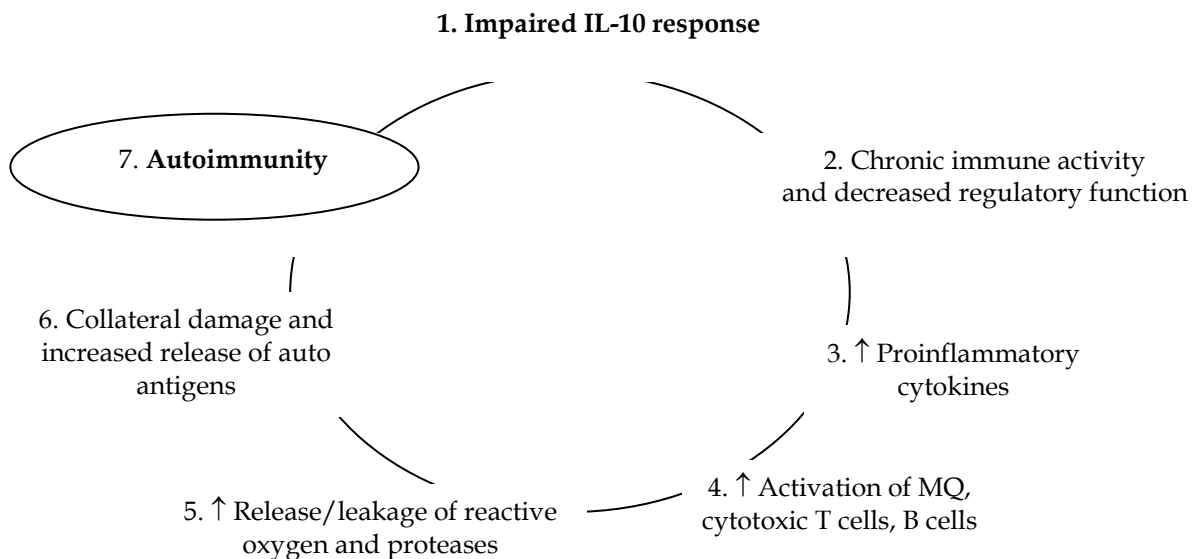 1. Impaired IL-10 response
2. Chronic immune activity
and decreased regulatory function
3. ↑ Proinflammatory
cytokines
4. ↑ Activation of MQ,
cytotoxic T cells, B cells
5. ↑ Release/leakage of reactive
oxygen and proteases
6. Collateral damage and
increased release of auto
antigens
7. Autoimmunity